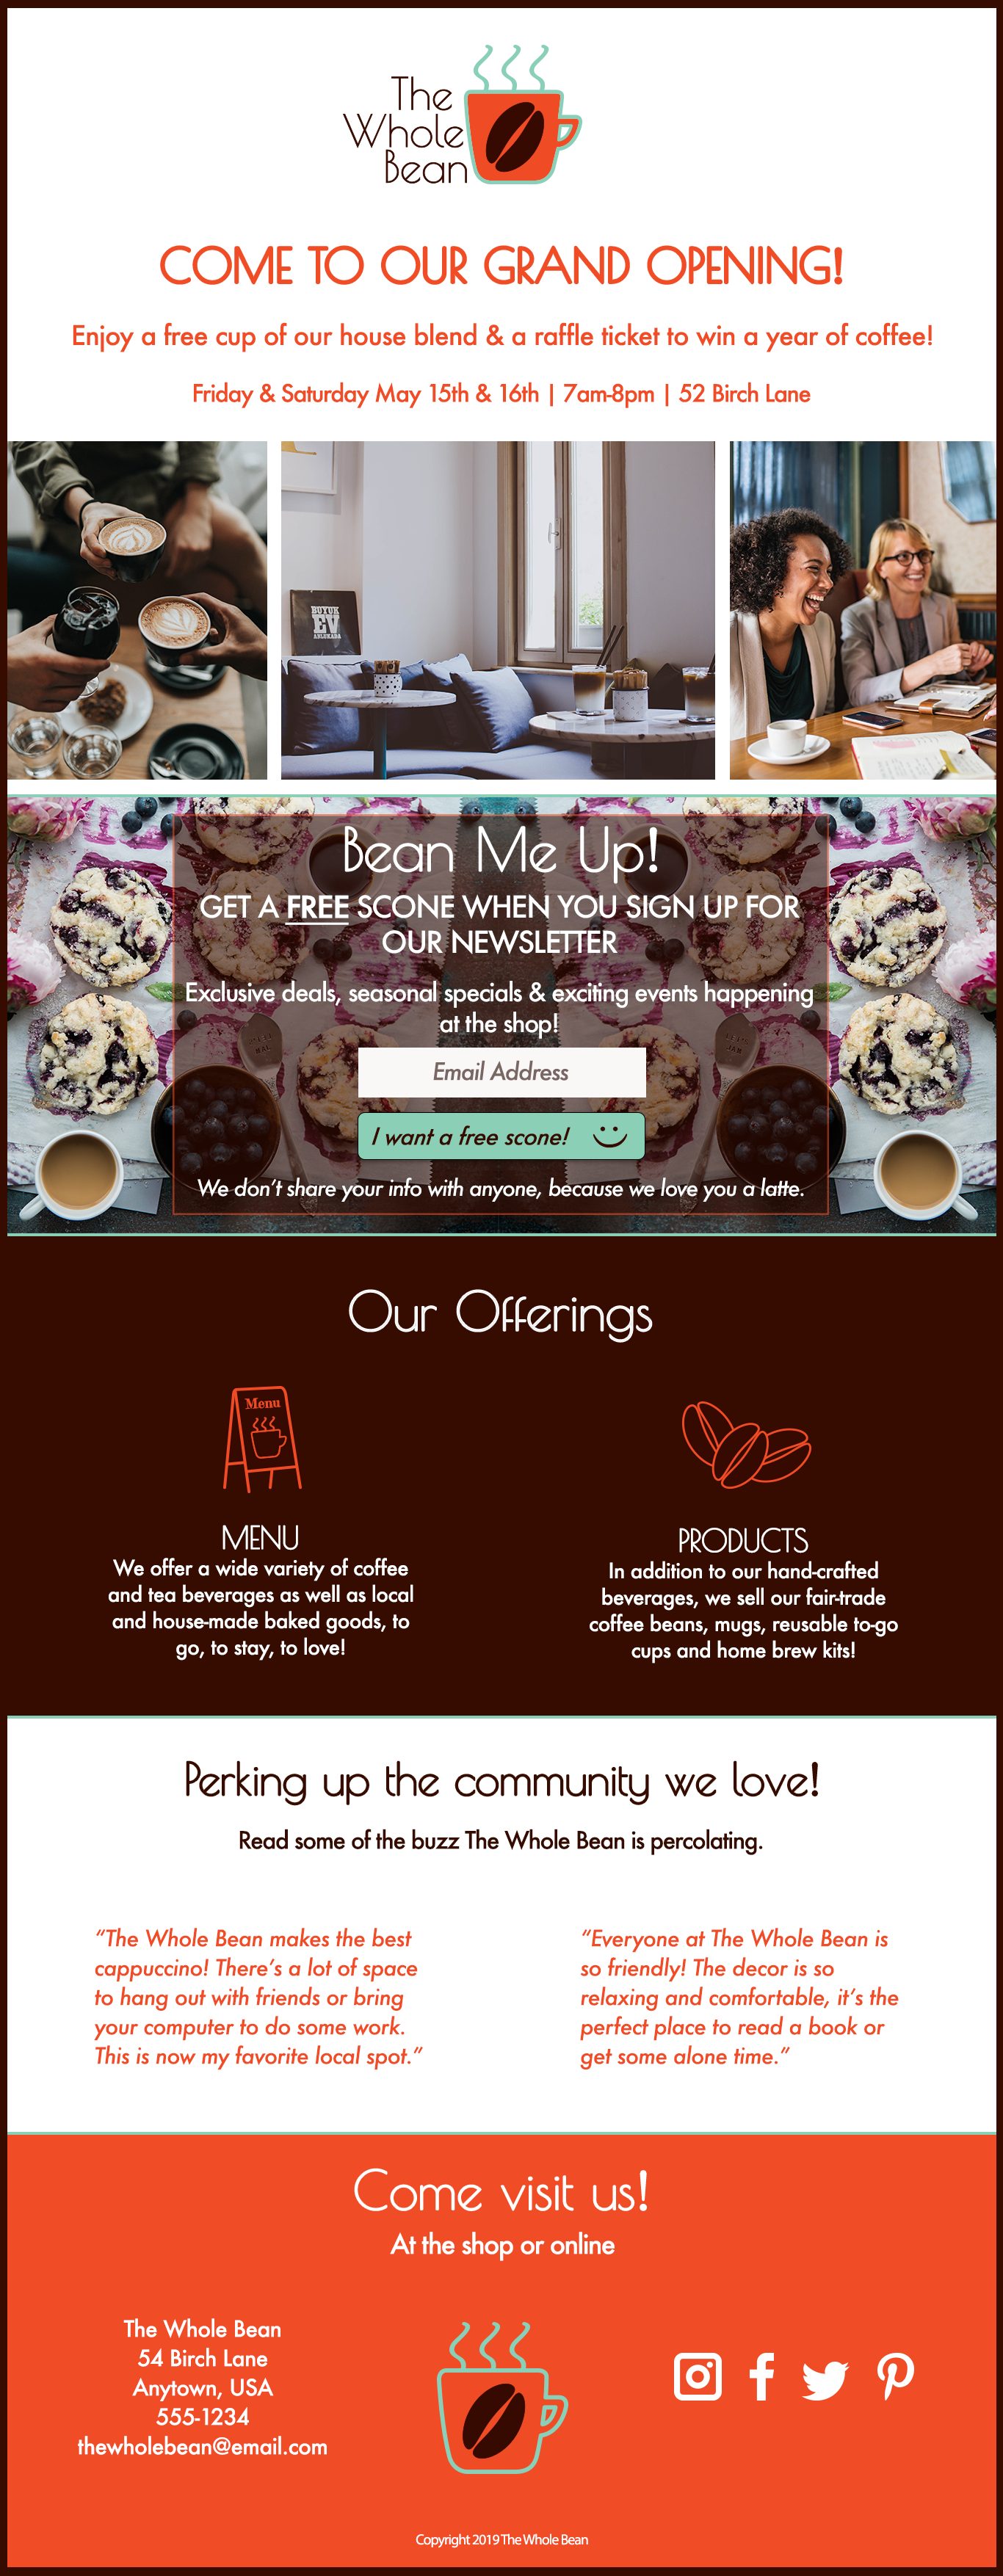 The
Whole
Bean
COME TO OUR GRAND OPENING!
Enjoy a free cup of our house blend & a raffle ticket to win a year of coffee!
Friday & Saturday May 15th & 16th | 7am-8pm | 52 Birch Lane
BUYUK
EV
ABLUKADA
Bean Me Up!
GET A FREE SCONE WHEN YOU SIGN UP FOR
OUR NEWSLETTER
Exclusive deals, seasonal specials & exciting events happening
at the shop!
Email Address
I want a free scone!
We don't share your info with anyone, because we love you a latte.
Our Offerings
Menu
MENU
We offer a wide variety of coffee
and tea beverages as well as local
and house-made baked goods, to
go, to stay, to love!
PRODUCTS
In addition to our hand-crafted
beverages, we sell our fair-trade
coffee beans, mugs, reusable to-go
cups and home brew kits!
Perking up the community we love!
Read some of the buzz The Whole Bean is percolating.
“The Whole Bean makes the best
cappuccino! There’s a lot of space
to hang out with friends or bring
your computer to do some work.
This is now my favorite local spot.”
“Everyone at The Whole Bean is
so friendly! The decor is so
relaxing and comfortable, it’s the
perfect place to read a book or
get some alone time.”
Come visit us!
At the shop or online
The Whole Bean
54 Birch Lane
Anytown, USA
555-1234
thewholebean@email.com
Copyright 2019 The Whole Bean